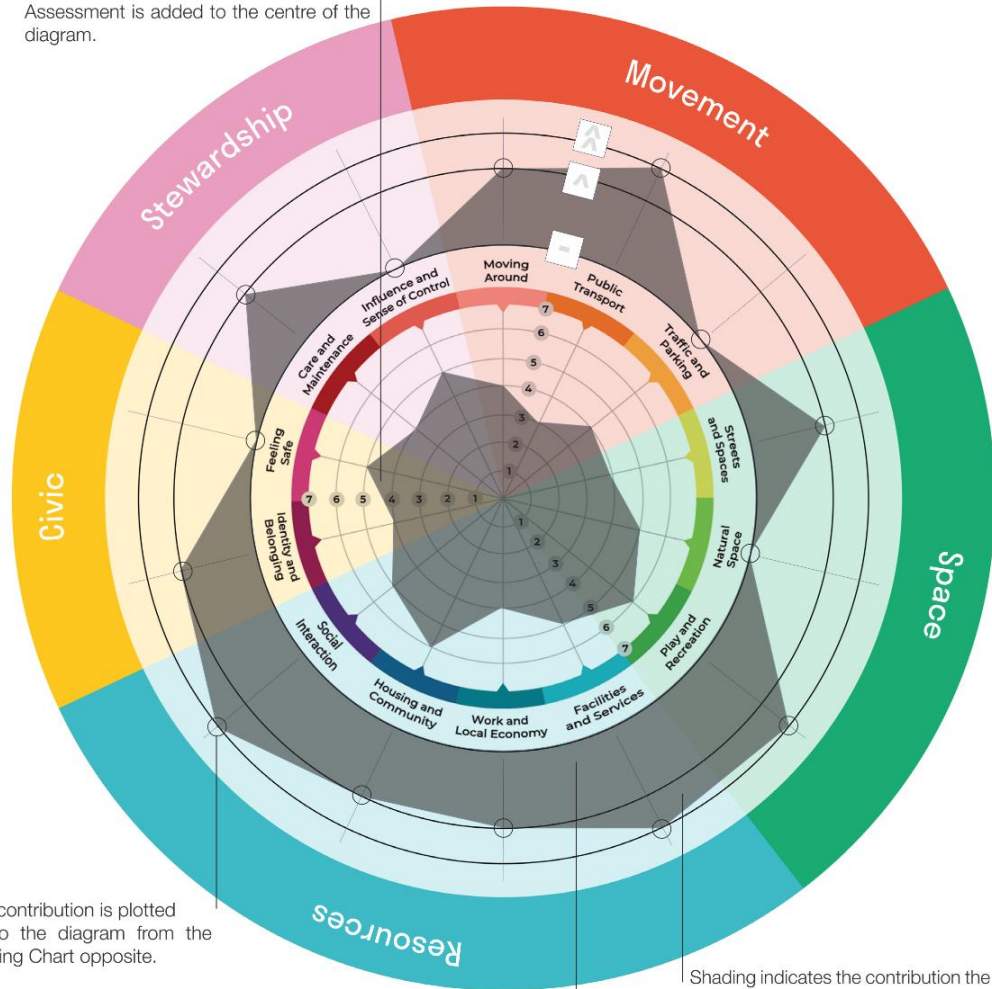 Assessment is added to the centre of the
diagram.
Movement
Stewardship
Civic
Space
Resources
Moving
Around
Public
Transport
Traffic and
Parking
Streets
and Spaces
Natural
Space
Play and
Recreation
Facilities
and Services
Work and
Local Economy
Housing and
Community
Social
Interaction
Identity and
Belonging
Feeling
Safe
Care and
Maintenance
Influence and
Sense of Control
7
6
5
4
3
2
1
7 6 5 4 3 2 1
1
2
3
4
5
6
7
contribution is plotted
o the diagram from the
ing Chart opposite.
Shading indicates the contribution the